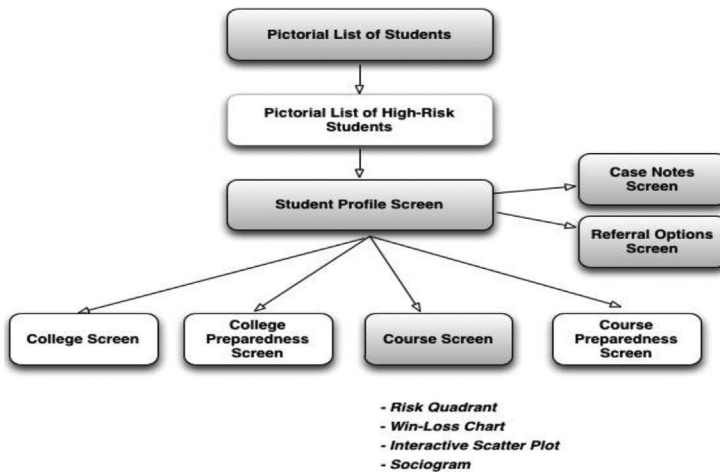 Pictorial List of Students
Pictorial List of High-Risk
Students
Student Profile Screen
Case Notes
Screen
Referral Options
Screen
College Screen
College
Preparedness
Screen
Course Screen
Course
Preparedness
Screen
- Risk Quadrant
- Win-Loss Chart
- Interactive Scatter Plot
- Sociogram